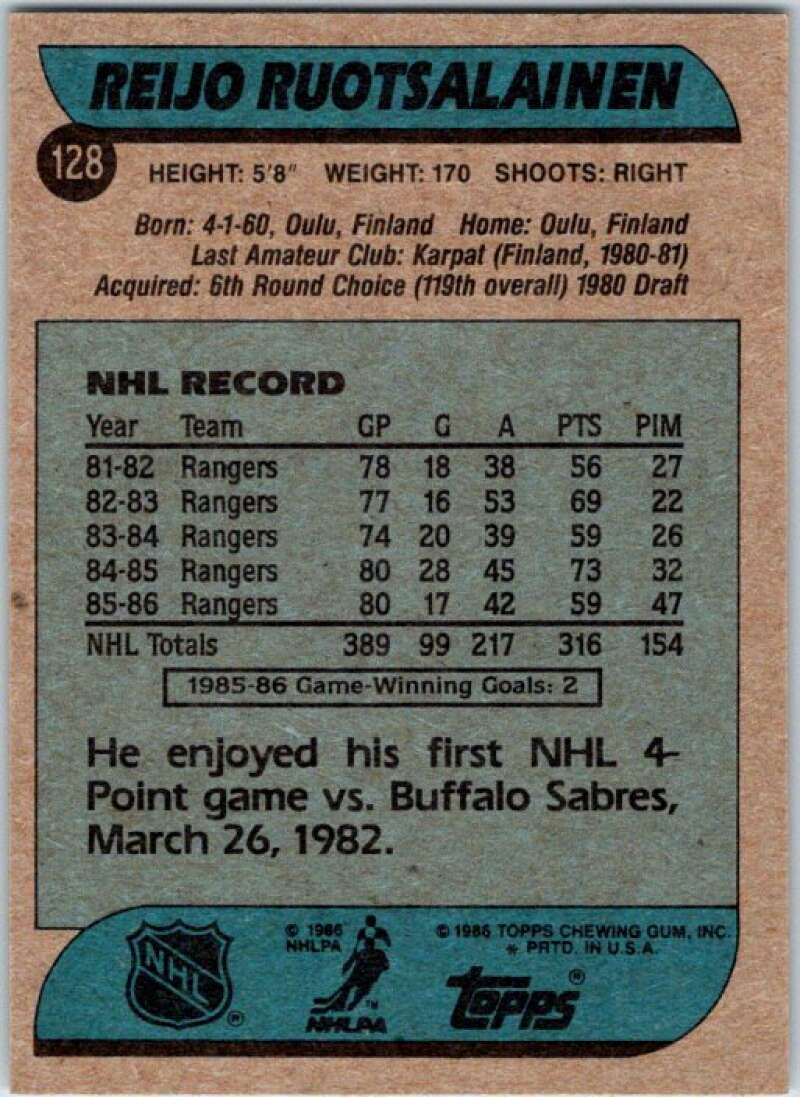 REIJO RUOTSALAINEN
128
HEIGHT: 5'8" WEIGHT: 170 SHOOTS: RIGHT
Born: 4-1-60, Oulu, Finland Home: Oulu, Finland
Last Amateur Club: Karpat (Finland, 1980-81)
Acquired: 6th Round Choice (119th overall) 1980 Draft
NHL RECORD
Year Team GP G A PTS PIM
81-82 Rangers 78 18 38 56 27
82-83 Rangers 77 16 53 69 22
83-84 Rangers 74 20 39 59 26
84-85 Rangers 80 28 45 73 32
85-86 Rangers 80 17 42 59 47
NHL Totals 389 99 217 316 154
1985-86 Game-Winning Goals: 2
He enjoyed his first NHL 4-
Point game vs. Buffalo Sabres,
March 26, 1982.
NHL ®
© 1986
NHLPA
™
NHLPA
© 1986 TOPPS CHEWING GUM, INC.
* PRTD. IN U.S.A.
topps ®